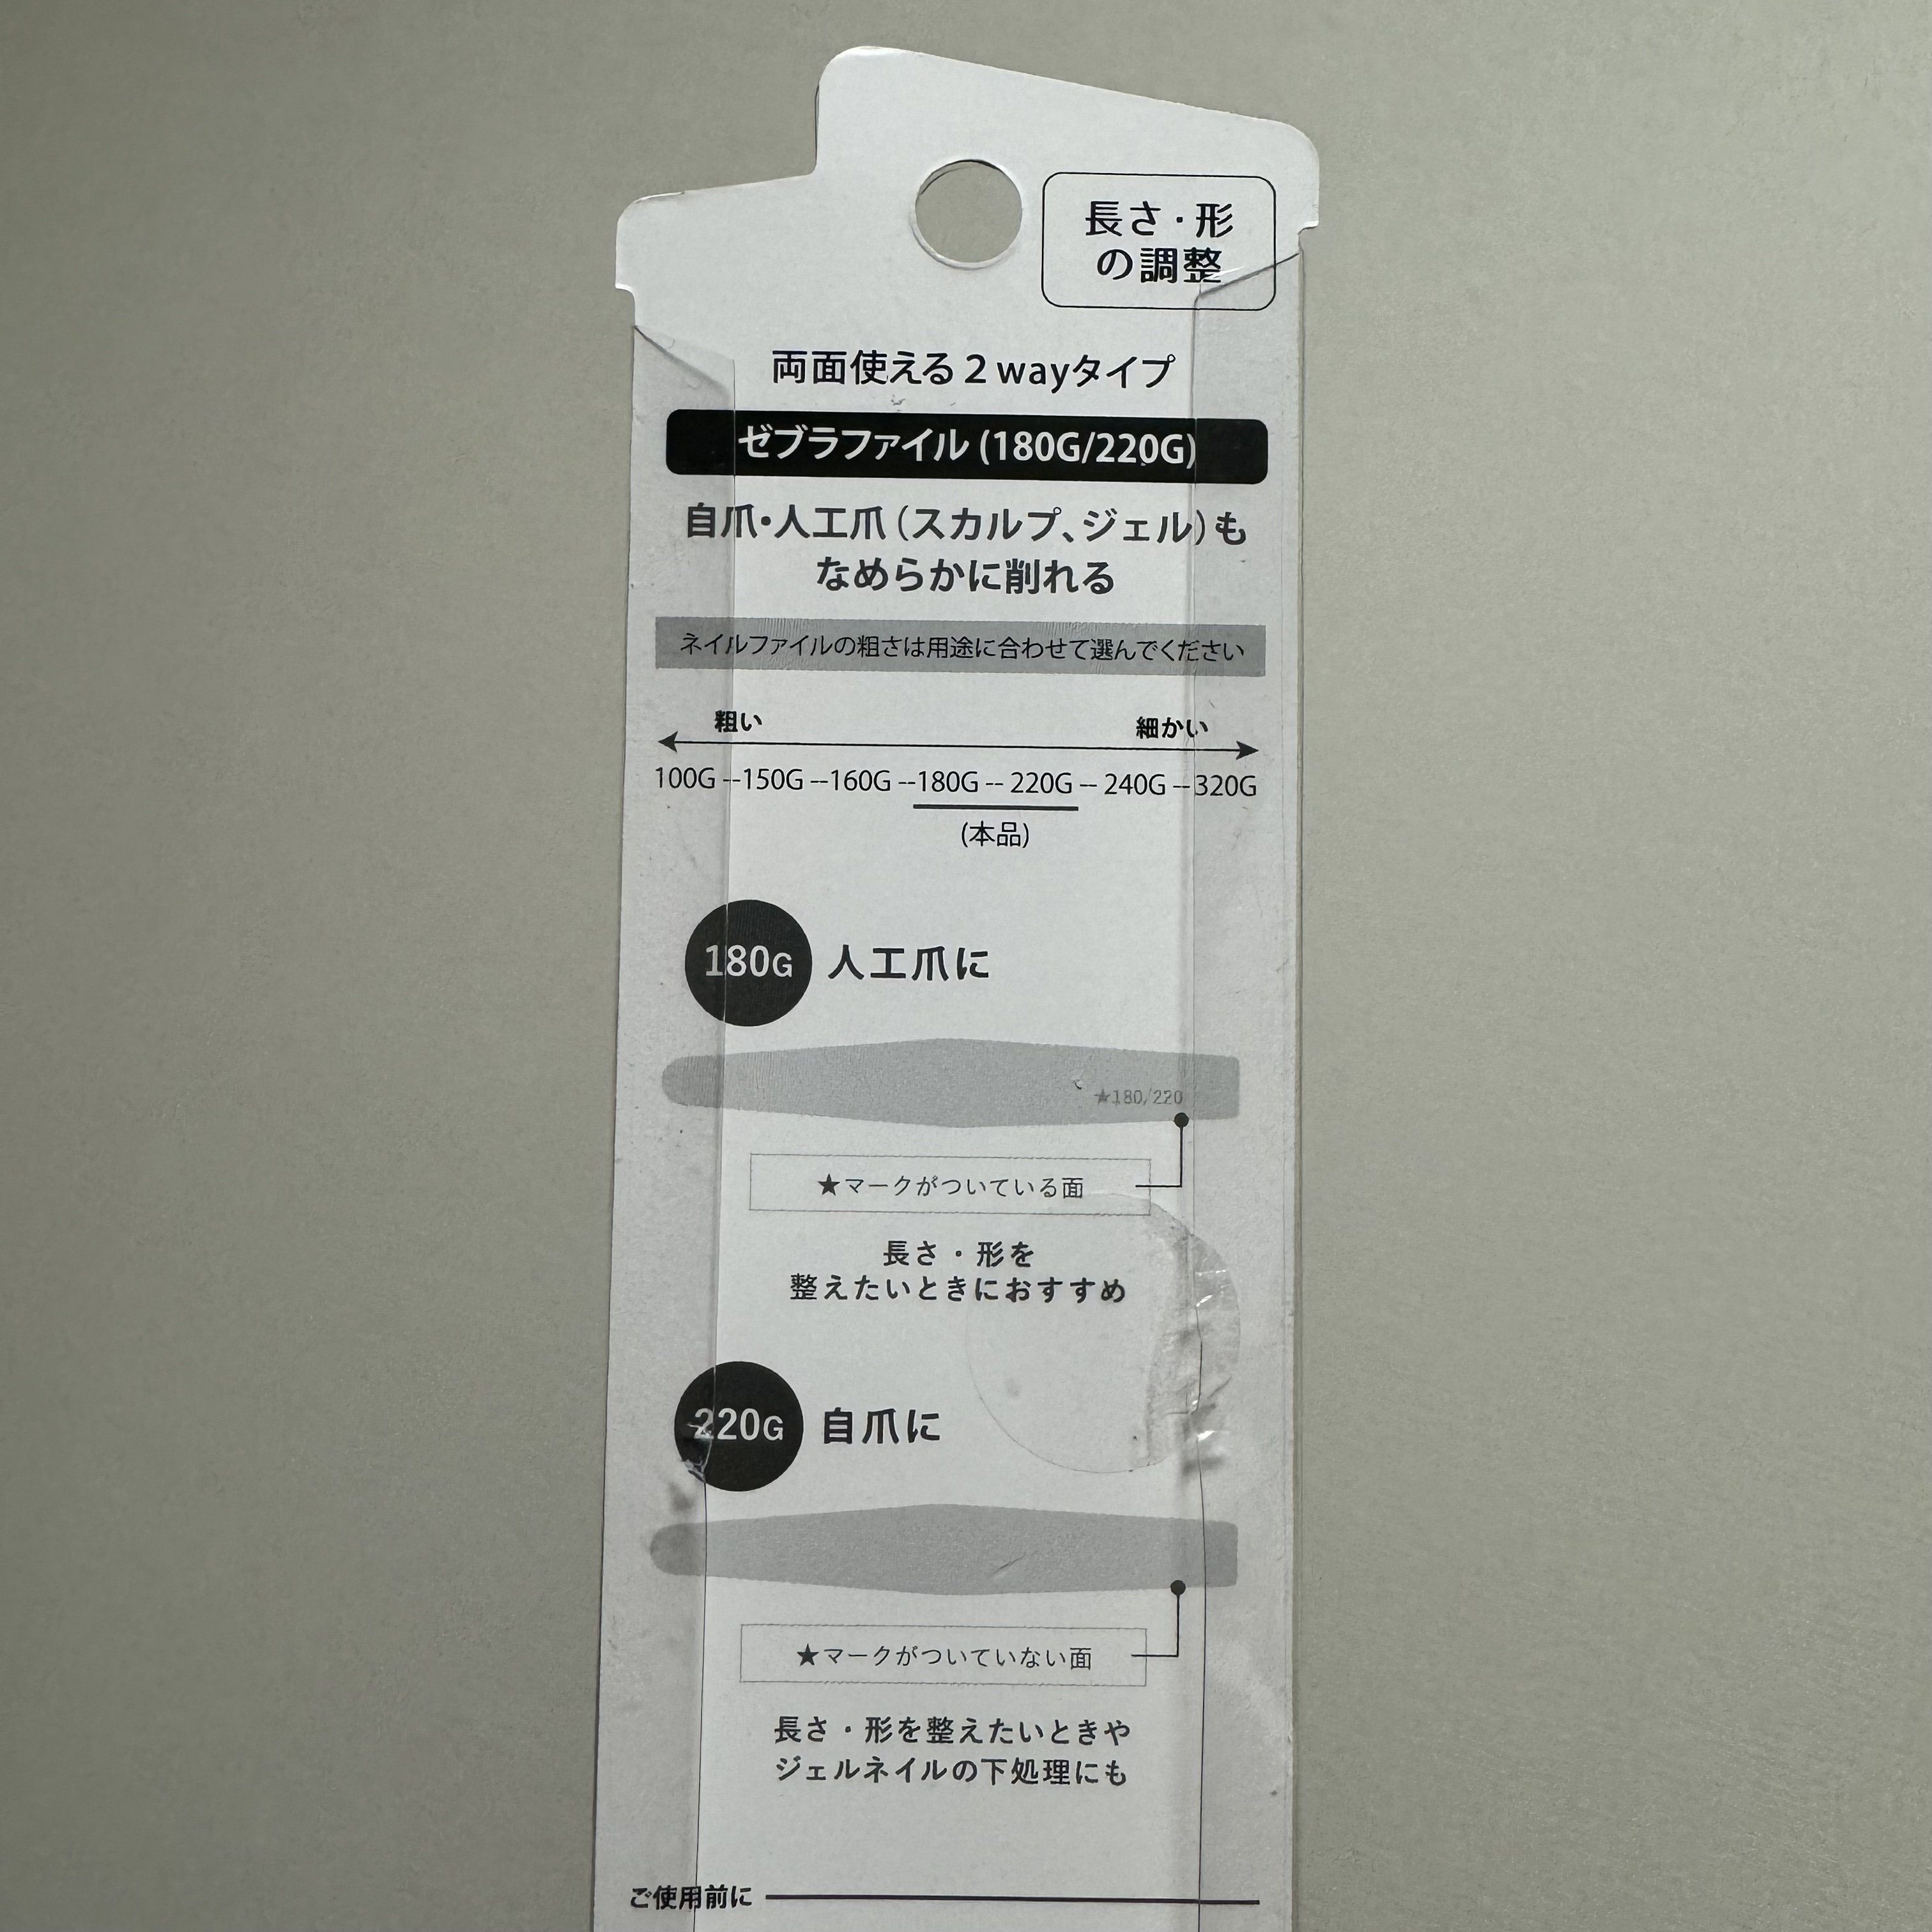 長さ・形
の調整
両面使える2wayタイプ
ゼブラファイル(180G/220G)
自爪・人工爪(スカルプ、ジェル)も
なめらかに削れる
ネイルファイルの粗さは用途に合わせて選んでください
粗い 細かい
100G --150G --160G --180G -- 220G -- 240G -- 320G
(本品)
180G 人工爪に
★180/220
★マークがついている面
長さ・形を
整えたいときにおすすめ
220G 自爪に
★マークがついていない面
長さ・形を整えたいときや
ジェルネイルの下処理にも
ご使用前に